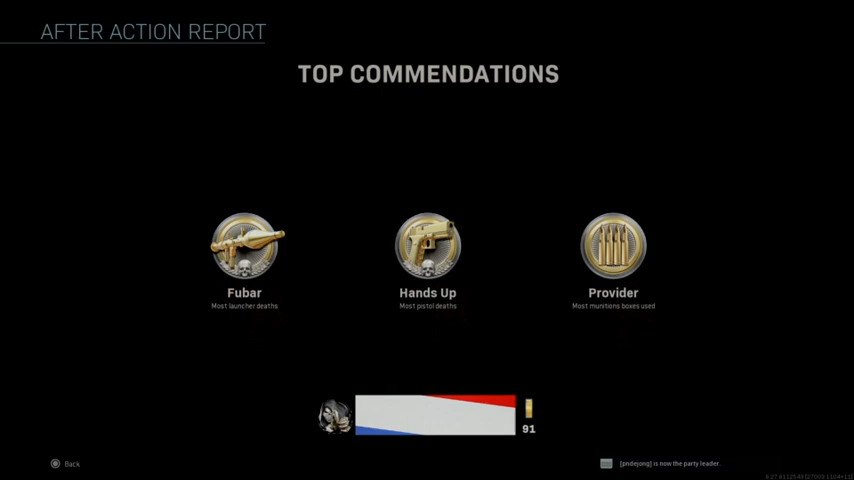 AFTER ACTION REPORT
TOP COMMENDATIONS
Fubar
Most launcher deaths
Hands Up
Most pistol deaths
Provider
Most munitions boxes used
91
Back
[pndejong] is now the party leader.